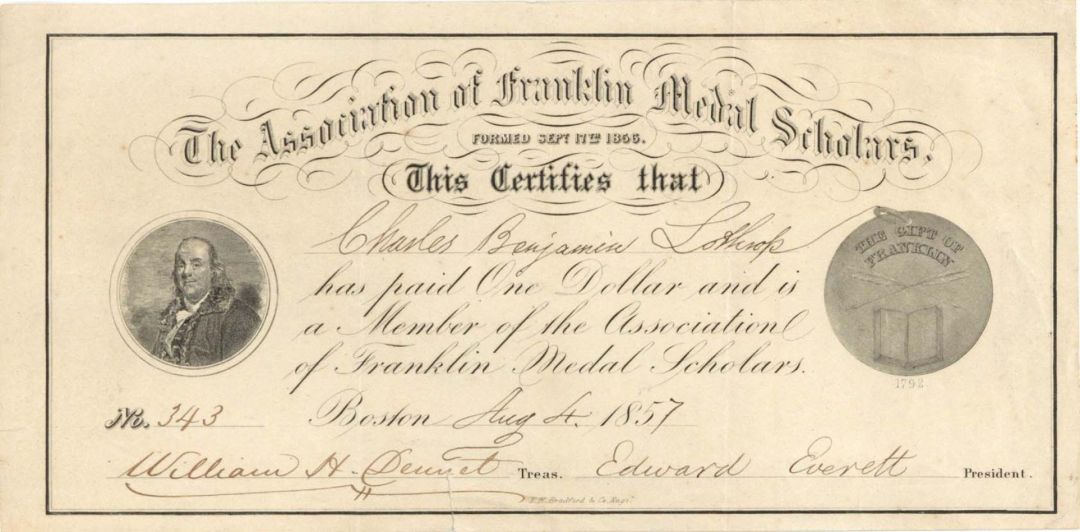 The Association of Franklin Medal Scholars.
FORMED SEPT 17TH 1856.
This Certifies that
Charles Benjamin Lothrop
has paid One Dollar and is
a Member of the Association
of Franklin Medal Scholars.
THE GIFT OF
FRANKLIN
1792
No. 343
Boston Aug 4. 1857
William H. Dennet Treas. Edward Everett President.
Bradford & Co.